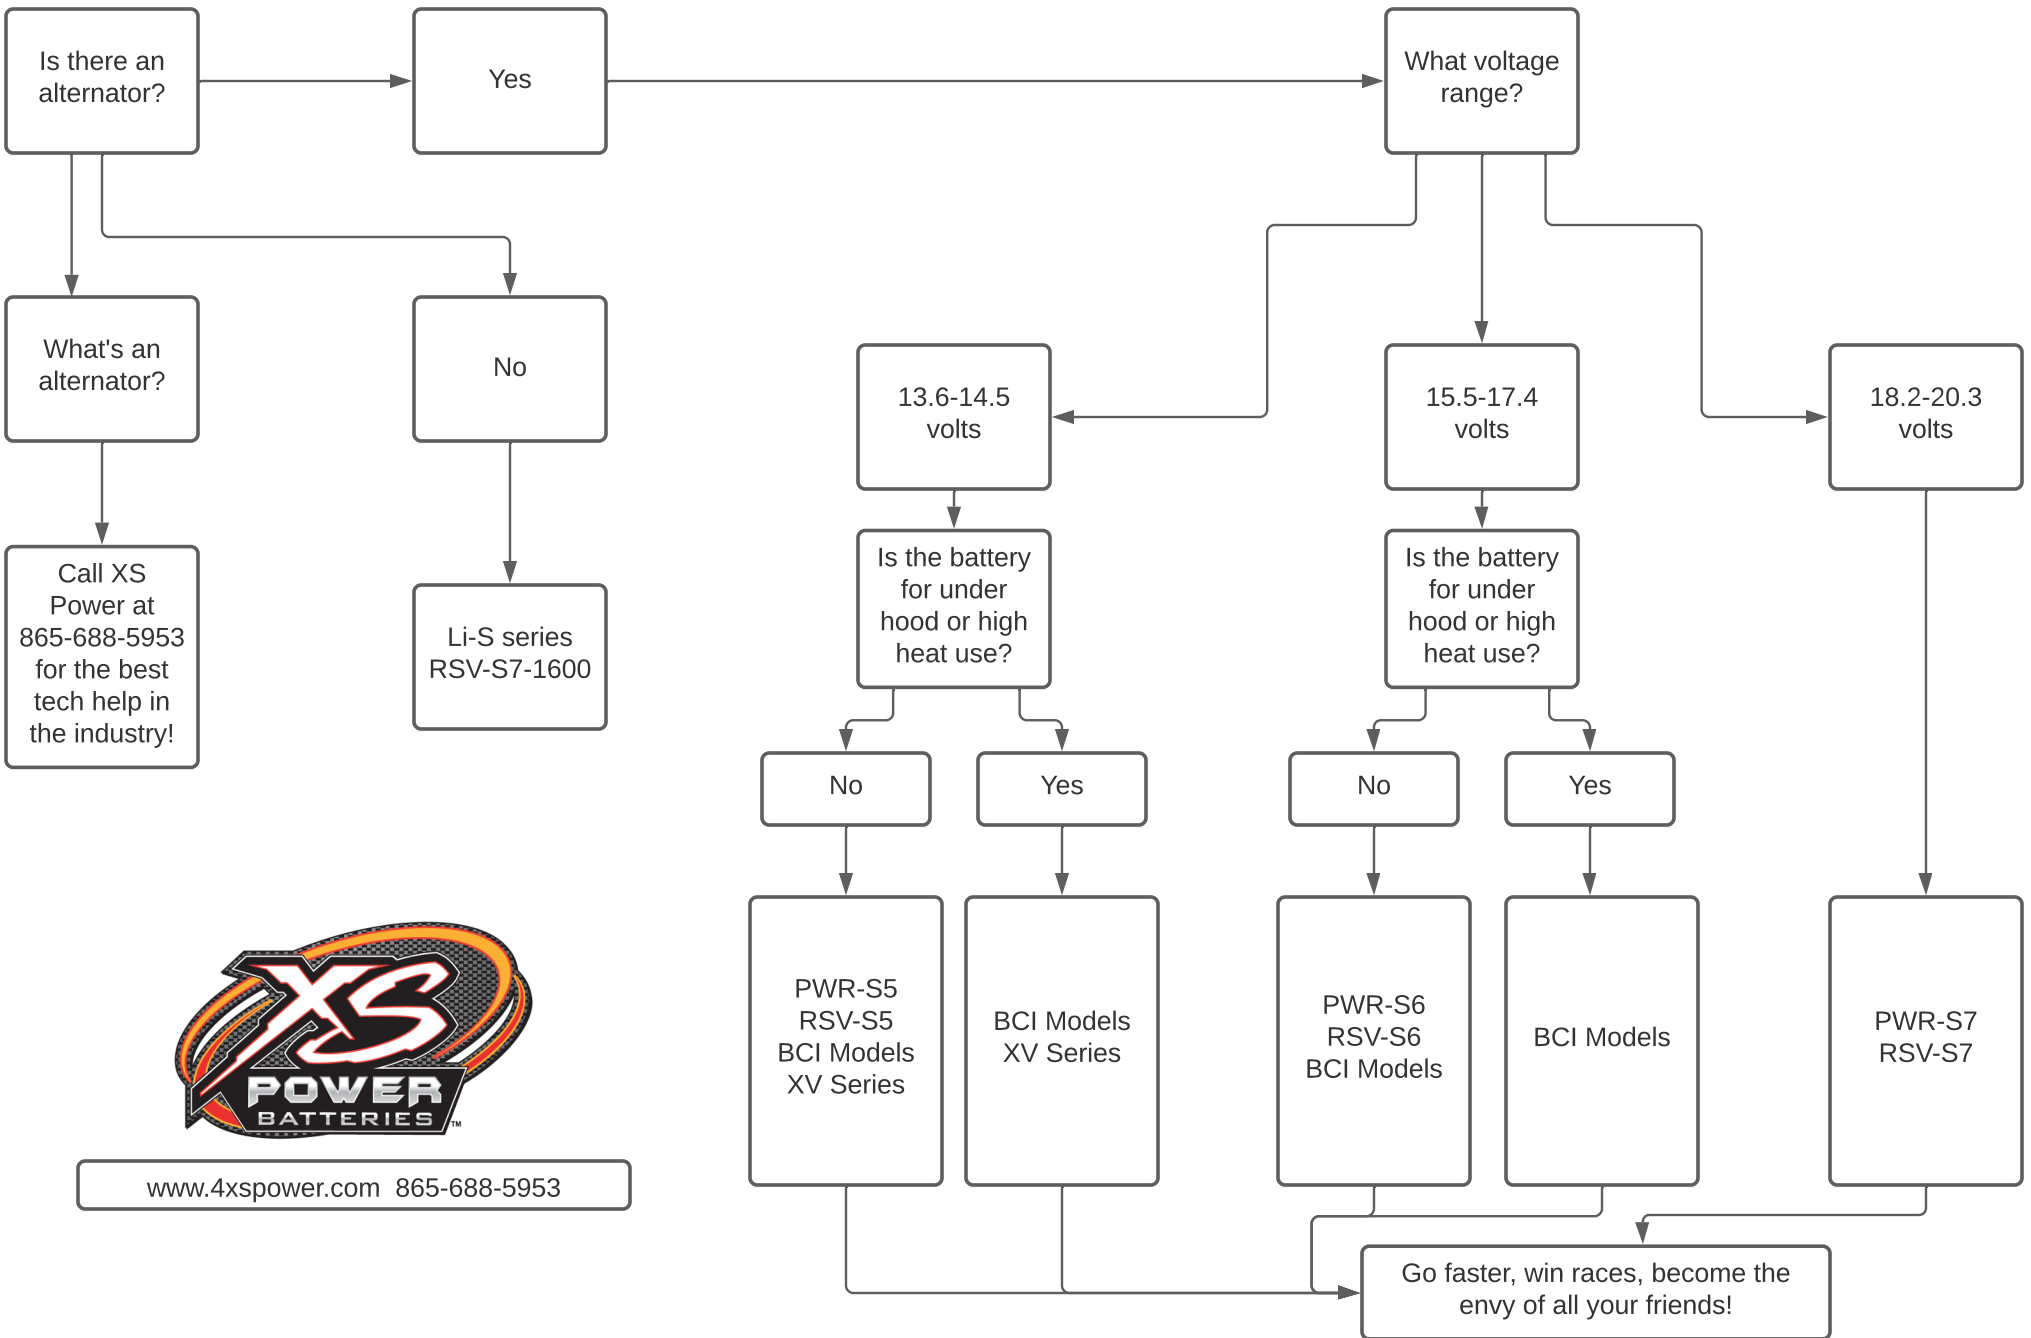 Is there an
alternator?
Yes
What voltage
range?
What's an
alternator?
No
13.6-14.5
volts
15.5-17.4
volts
18.2-20.3
volts
Call XS
Power at
865-688-5953
for the best
tech help in
the industry!
Li-S series
RSV-S7-1600
Is the battery
for under
hood or high
heat use?
Is the battery
for under
hood or high
heat use?
No
Yes
No
Yes
PWR-S5
RSV-S5
BCI Models
XV Series
BCI Models
XV Series
PWR-S6
RSV-S6
BCI Models
BCI Models
PWR-S7
RSV-S7
XS
POWER
BATTERIES™
www.4xspower.com 865-688-5953
Go faster, win races, become the
envy of all your friends!